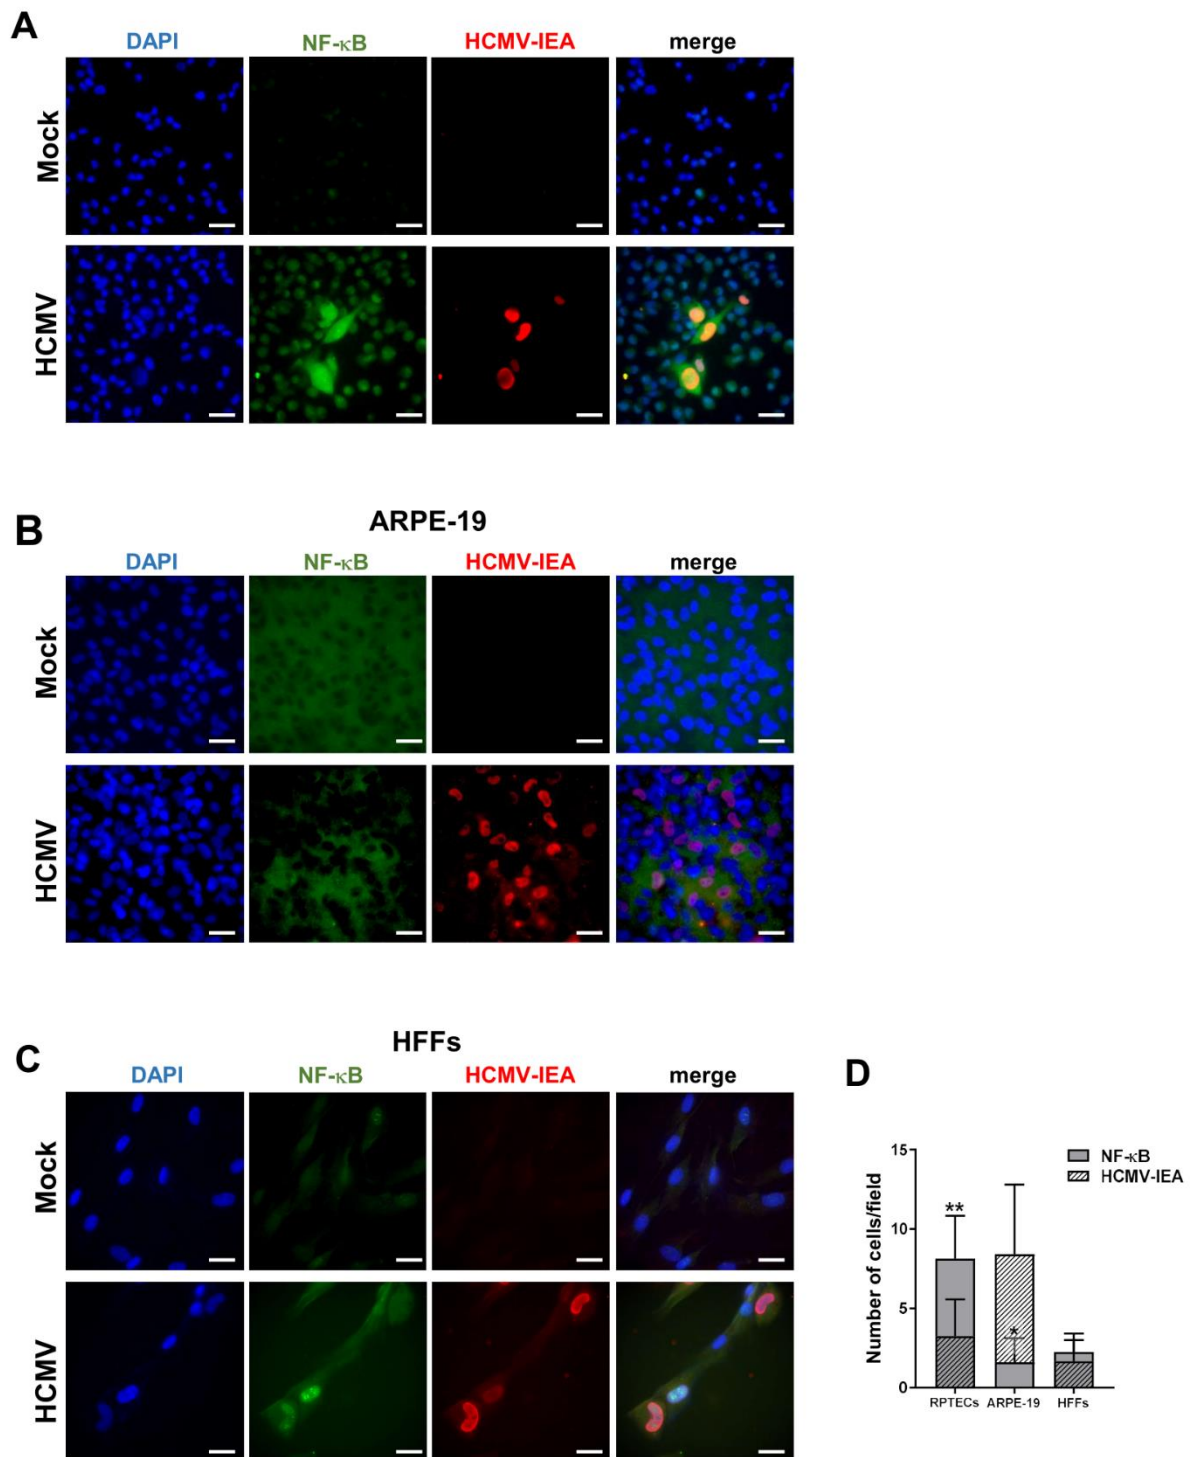 A
DAPI NF-κB HCMV-IEA merge
Mock
HCMV
B
ARPE-19
DAPI NF-κB HCMV-IEA merge
Mock
HCMV
C
HFFs
DAPI NF-κB HCMV-IEA merge
Mock
HCMV
D
15
10
5
0
Number of cells/field
NF-κB
HCMV-IEA
**
*
RPTECs ARPE-19 HFFs